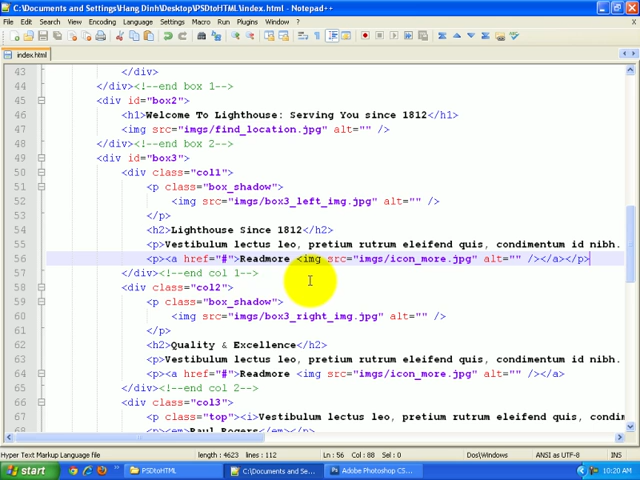 C:\Documents and Settings\Hang Dinh\Desktop\PSDtoHTML\index.html - Notepad++
File Edit Search View Encoding Language Settings Macro Run Plugins Window ?
index.html
43 </div>
44 </div><!--end box 1-->
45 <div id="box2">
46 <h1>Welcome To Lighthouse: Serving You since 1812</h1>
47 <img src="imgs/find_location.jpg" alt="" />
48 </div><!--end box 2-->
49 <div id="box3">
50 <div class="col1">
51 <p class="box_shadow">
52 <img src="imgs/box3_left_img.jpg" alt="" />
53 </p>
54 <h2>Lighthouse Since 1812</h2>
55 <p>Vestibulum lectus leo, pretium rutrum eleifend quis, condimentum id nibh.
56 <p><a href="#">Readmore <img src="imgs/icon_more.jpg" alt="" /></a></p>
57 </div><!--end col 1-->
58 <div class="col2">
59 <p class="box_shadow">
60 <img src="imgs/box3_right_img.jpg" alt="" />
61 </p>
62 <h2>Quality & Excellence</h2>
63 <p>Vestibulum lectus leo, pretium rutrum eleifend quis, condimentum id nibh.
64 <p><a href="#">Readmore <img src="imgs/icon_more.jpg" alt="" /></a>
65 </div><!--end col 2-->
66 <div class="col3">
67 <p class="top"><i>Vestibulum lectus leo, pretium rutrum eleifend quis, condim
68 <p><em>Paul Rogers</em></p>
Hyper Text Markup Language file length : 4623 lines : 112 Ln : 56 Col : 88 Sel : 0 Dos\Windows ANSI as UTF-8 INS
start PSDtoHTML C:\Documents and Se... Adobe Photoshop CS... 10:20 AM